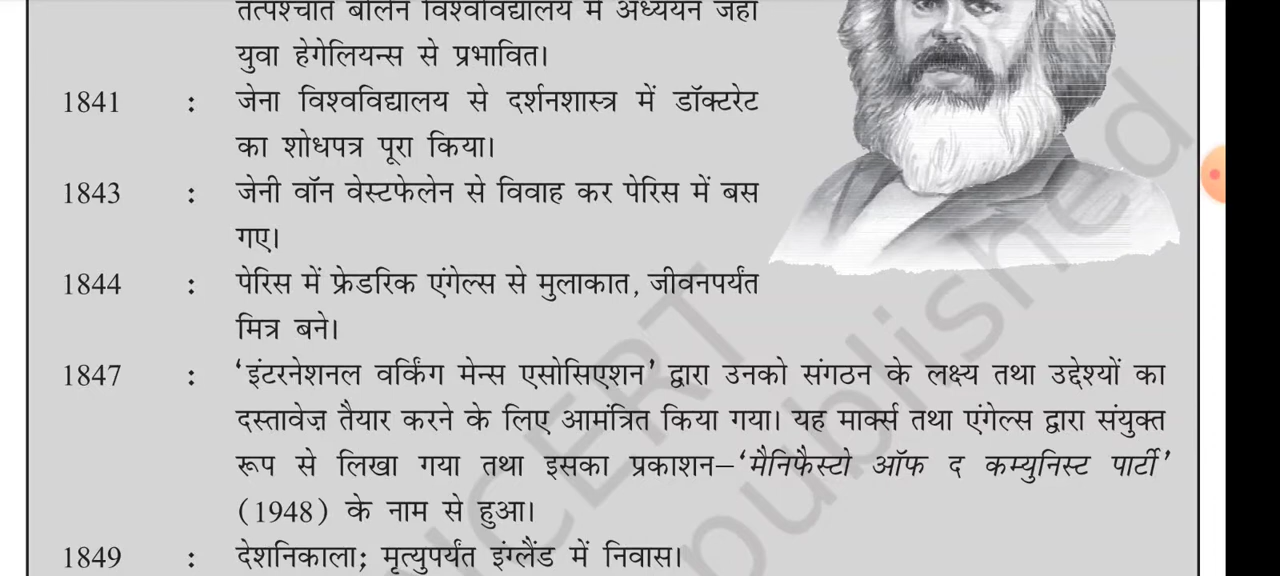 तत्पश्चात बर्लिन विश्वविद्यालय में अध्ययन जहाँ
युवा हेगेलियन्स से प्रभावित।
1841 : जेना विश्वविद्यालय से दर्शनशास्त्र में डॉक्टरेट
का शोधपत्र पूरा किया।
1843 : जेनी वॉन वेस्टफेलेन से विवाह कर पेरिस में बस
गए।
1844 : पेरिस में फ्रेडरिक एंगेल्स से मुलाकात, जीवनपर्यंत
मित्र बने।
1847 : ‘इंटरनेशनल वर्किंग मेन्स एसोसिएशन’ द्वारा उनको संगठन के लक्ष्य तथा उद्देश्यों का
दस्तावेज़ तैयार करने के लिए आमंत्रित किया गया। यह मार्क्स तथा एंगेल्स द्वारा संयुक्त
रूप से लिखा गया तथा इसका प्रकाशन–‘मैनिफैस्टो ऑफ द कम्युनिस्ट पार्टी’
(1948) के नाम से हुआ।
1849 : देशनिकाला; मृत्युपर्यंत इंग्लैंड में निवास।
NCERT
published